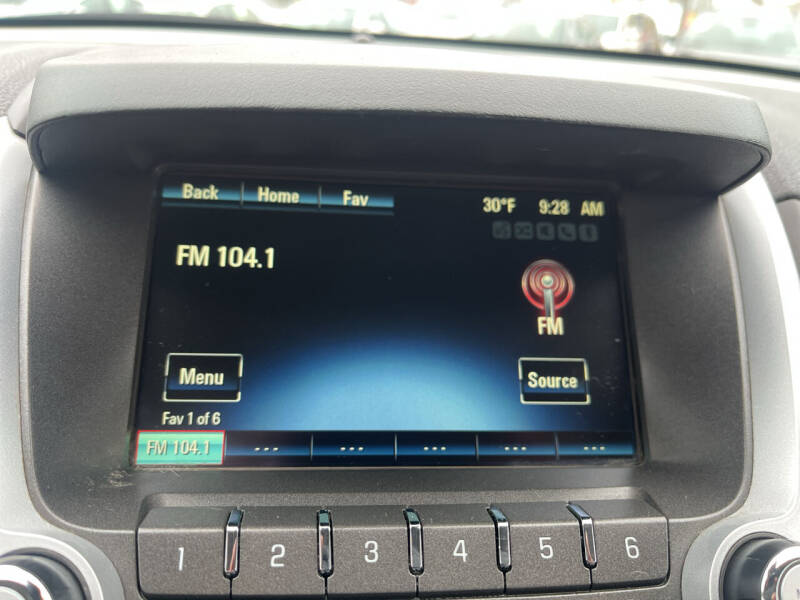 Back Home Fav 30°F 9:28 AM
FM 104.1
FM
Menu Source
Fav 1 of 6
FM 104.1 --- --- --- --- ---
1 2 3 4 5 6